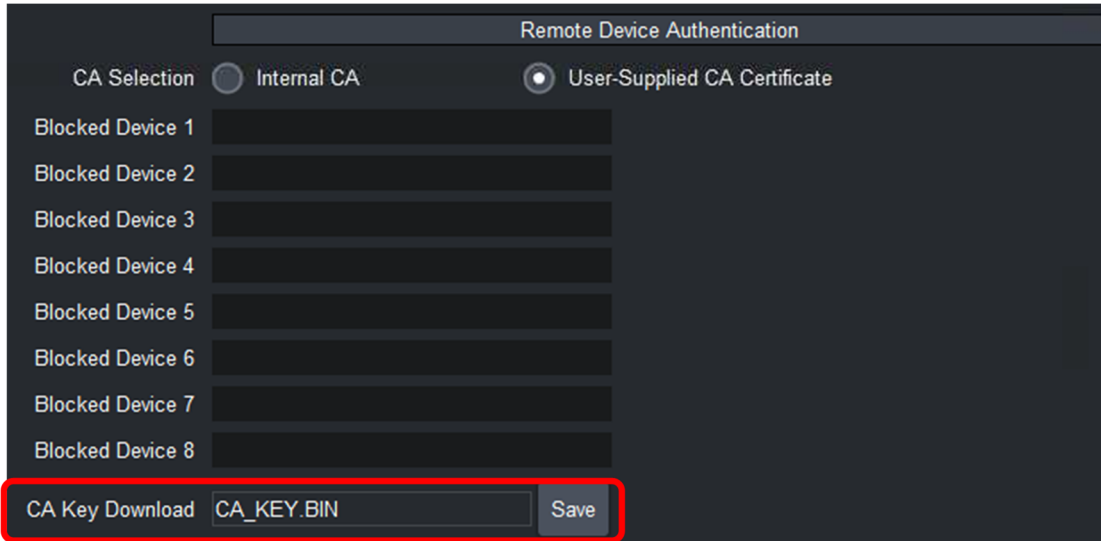 Remote Device Authentication
CA Selection Internal CA User-Supplied CA Certificate
Blocked Device 1
Blocked Device 2
Blocked Device 3
Blocked Device 4
Blocked Device 5
Blocked Device 6
Blocked Device 7
Blocked Device 8
CA Key Download CA_KEY.BIN Save